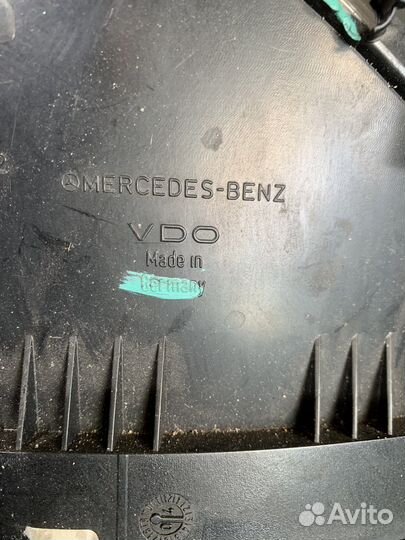 MERCEDES-BENZ
VDO
Made in
Germany
Avito